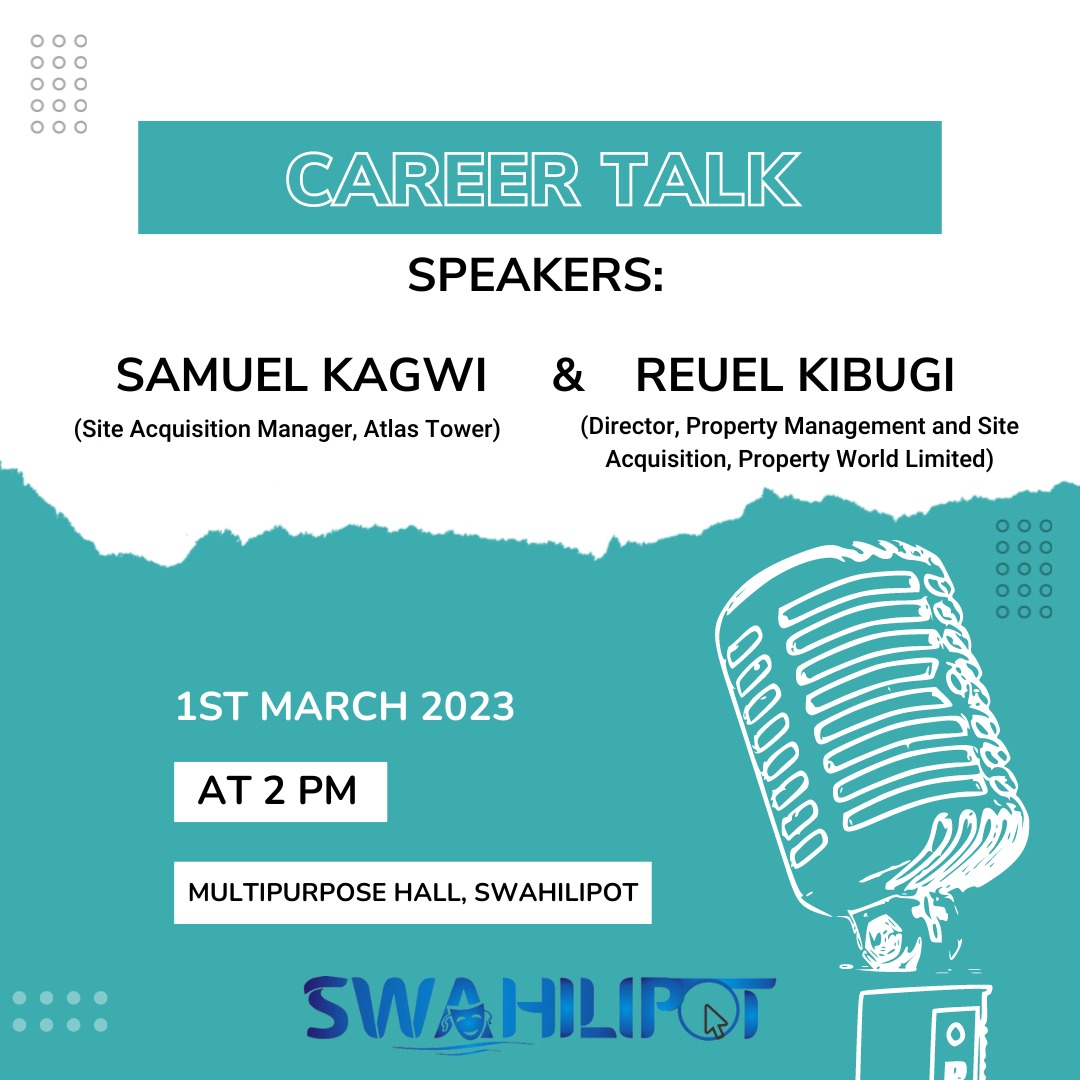 CAREER TALK
SPEAKERS:
SAMUEL KAGWI & REUEL KIBUGI
(Site Acquisition Manager, Atlas Tower)
(Director, Property Management and Site
Acquisition, Property World Limited)
1ST MARCH 2023
AT 2 PM
MULTIPURPOSE HALL, SWAHILIPOT
SWAHILIPOT